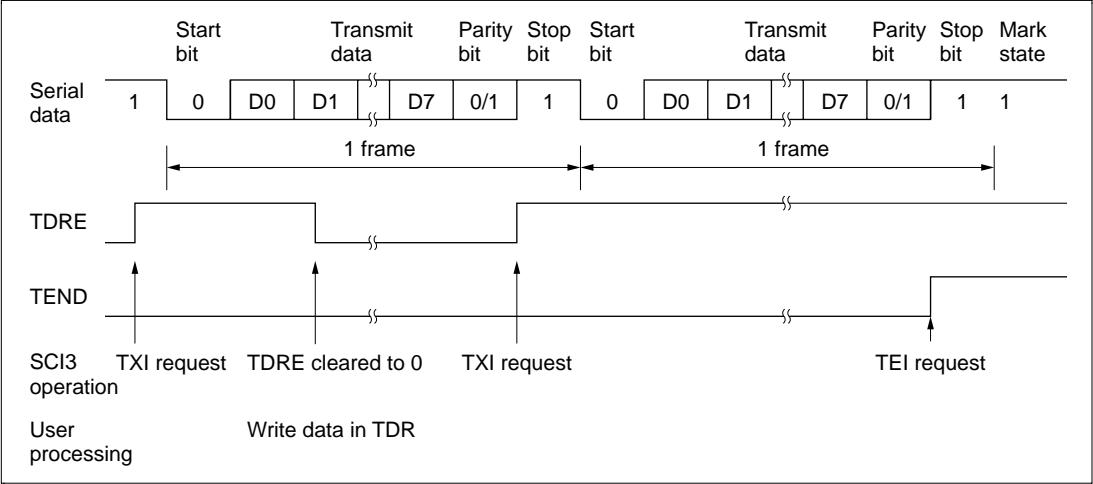 Start bit Transmit data Parity bit Stop bit Start bit Transmit data Parity bit Stop bit Mark state
Serial data 1 0 D0 D1 D7 0/1 1 0 D0 D1 D7 0/1 1 1
1 frame 1 frame
TDRE
TEND
SCI3 operation TXI request TDRE cleared to 0 TXI request TEI request
User processing Write data in TDR